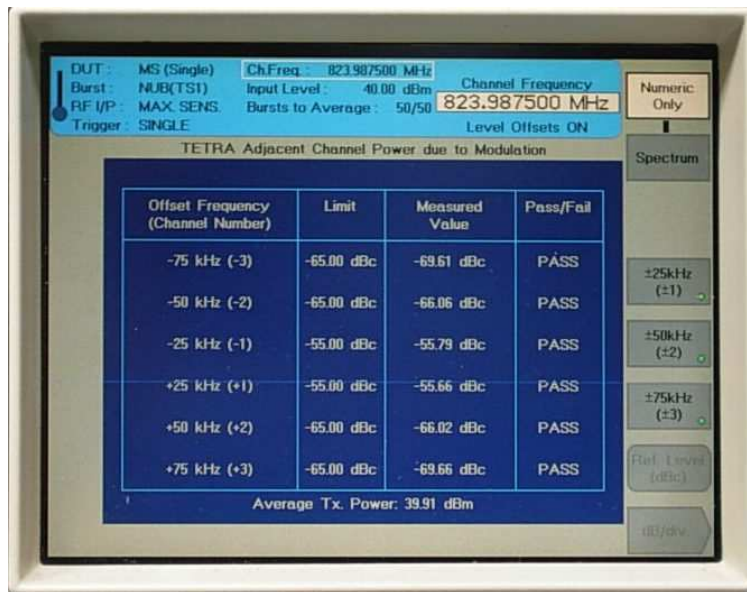 DUT: MS (Single) Ch.Freq.: 823.987500 MHz
Burst: NUB(TS1) Input Level: 40.00 dBm Channel Frequency
RF I/P: MAX. SENS. Bursts to Average: 50/50 823.987500 MHz
Trigger: SINGLE Level Offsets ON
Numeric Only
TETRA Adjacent Channel Power due to Modulation
Spectrum
Offset Frequency (Channel Number) Limit Measured Value Pass/Fail
-75 kHz (-3) -65.00 dBc -69.61 dBc PASS
-50 kHz (-2) -65.00 dBc -66.06 dBc PASS
-25 kHz (-1) -55.00 dBc -55.79 dBc PASS
+25 kHz (+1) -55.00 dBc -55.66 dBc PASS
+50 kHz (+2) -65.00 dBc -66.02 dBc PASS
+75 kHz (+3) -65.00 dBc -69.66 dBc PASS
Average Tx. Power: 39.91 dBm
±25kHz (±1)
±50kHz (±2)
±75kHz (±3)
Ref. Level (dBc)
dB/div